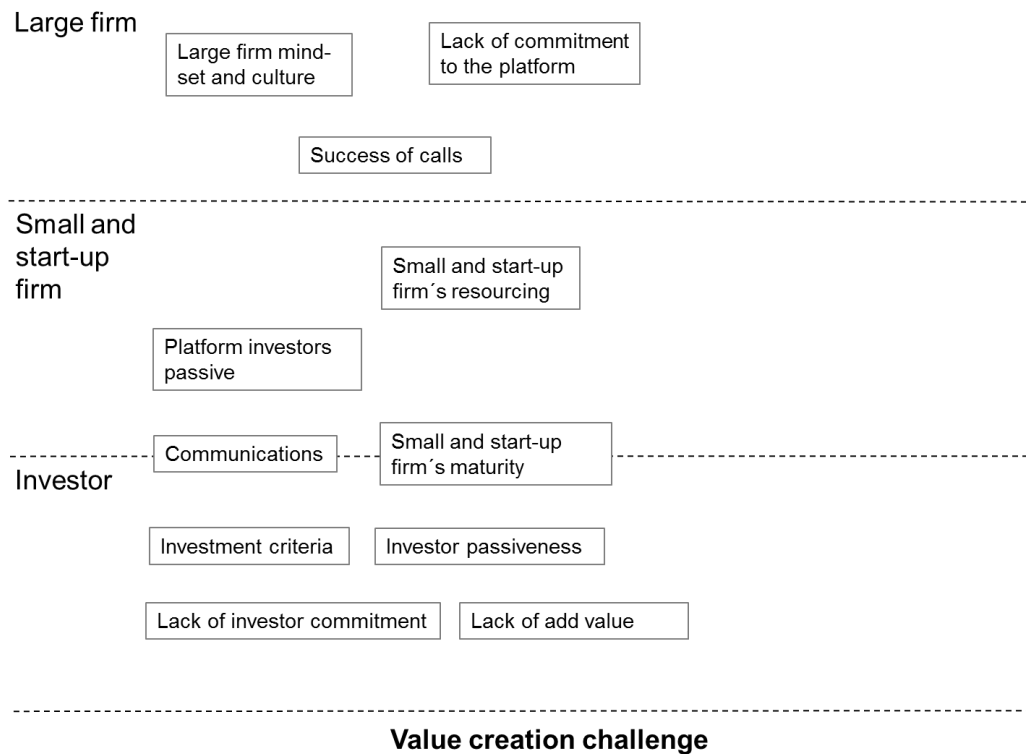 Large firm
Large firm mind-
set and culture
Lack of commitment
to the platform
Success of calls
Small and
start-up
firm
Small and start-up
firm´s resourcing
Platform investors
passive
Communications
Small and start-up
firm´s maturity
Investor
Investment criteria
Investor passiveness
Lack of investor commitment
Lack of add value
Value creation challenge